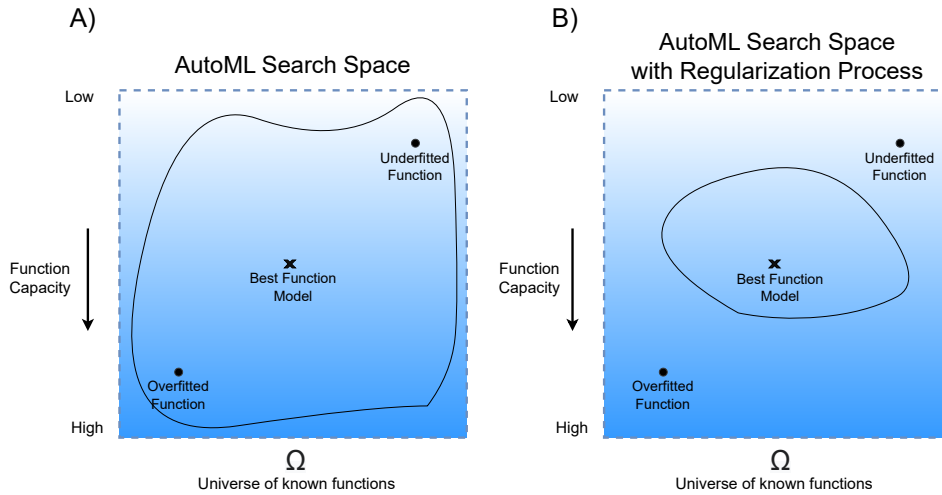 A)
AutoML Search Space
Low
Underfitted
Function
Function
Capacity
Best Function
Model
Overfitted
Function
High
Ω
Universe of known functions
B)
AutoML Search Space
with Regularization Process
Low
Underfitted
Function
Function
Capacity
Best Function
Model
Overfitted
Function
High
Ω
Universe of known functions